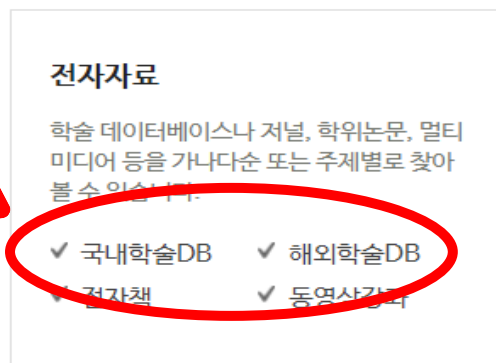 전자자료
학술 데이터베이스나 저널, 학위논문, 멀티
미디어 등을 가나다순 또는 주제별로 찾아
볼 수 있습니다.
✔ 국내학술DB ✔ 해외학술DB
✔ 전자책 ✔ 동영상강좌